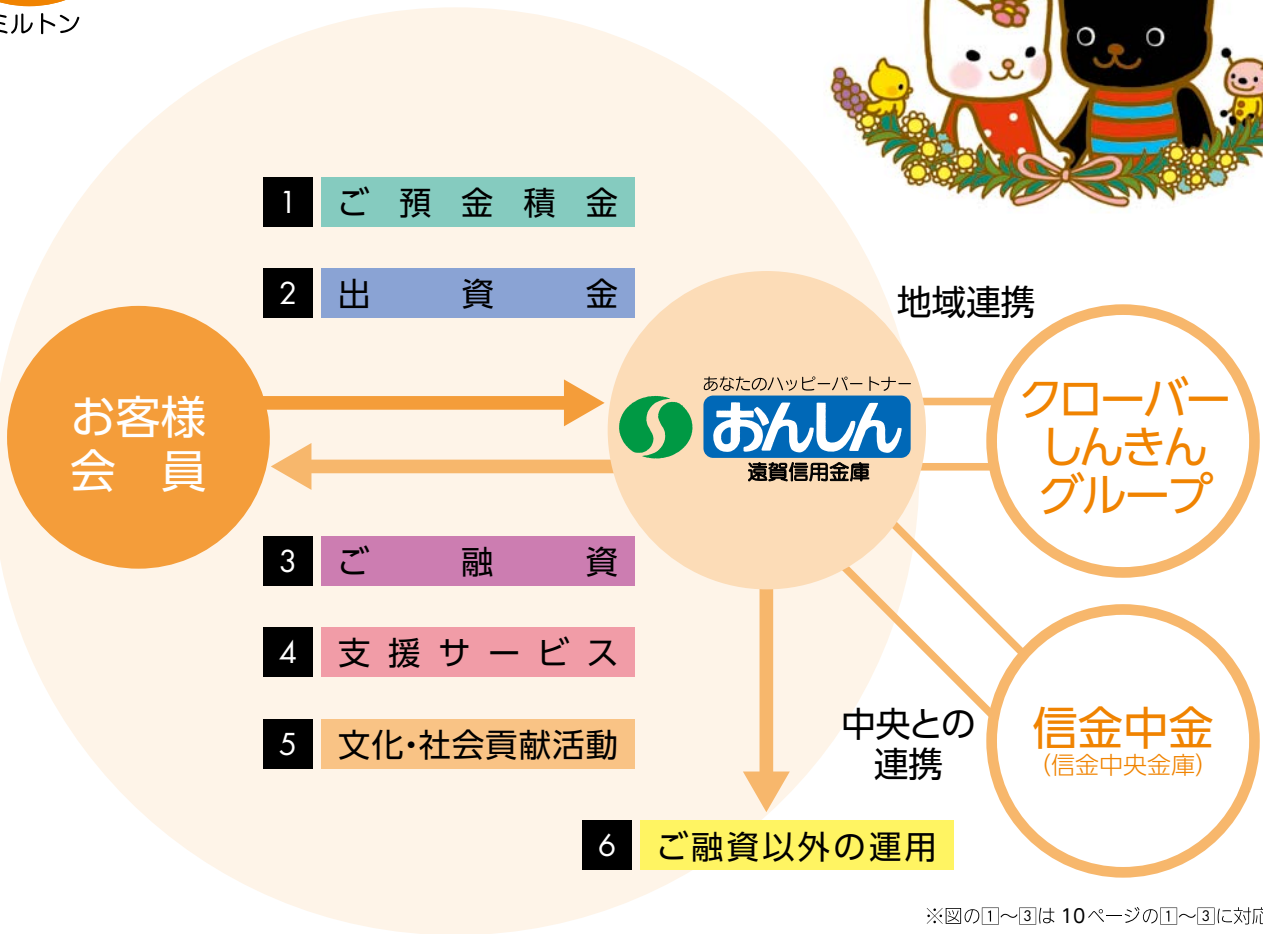 ミルトン
1 ご預金積金
2 出資金
地域連携
お客様
会員
あなたのハッピーパートナー
おんしん
遠賀信用金庫
クローバー
しんきん
グループ
3 ご融資
4 支援サービス
5 文化・社会貢献活動
中央との
連携
信金中金
(信金中央金庫)
6 ご融資以外の運用
※図の1~3は10ページの1~3に対応